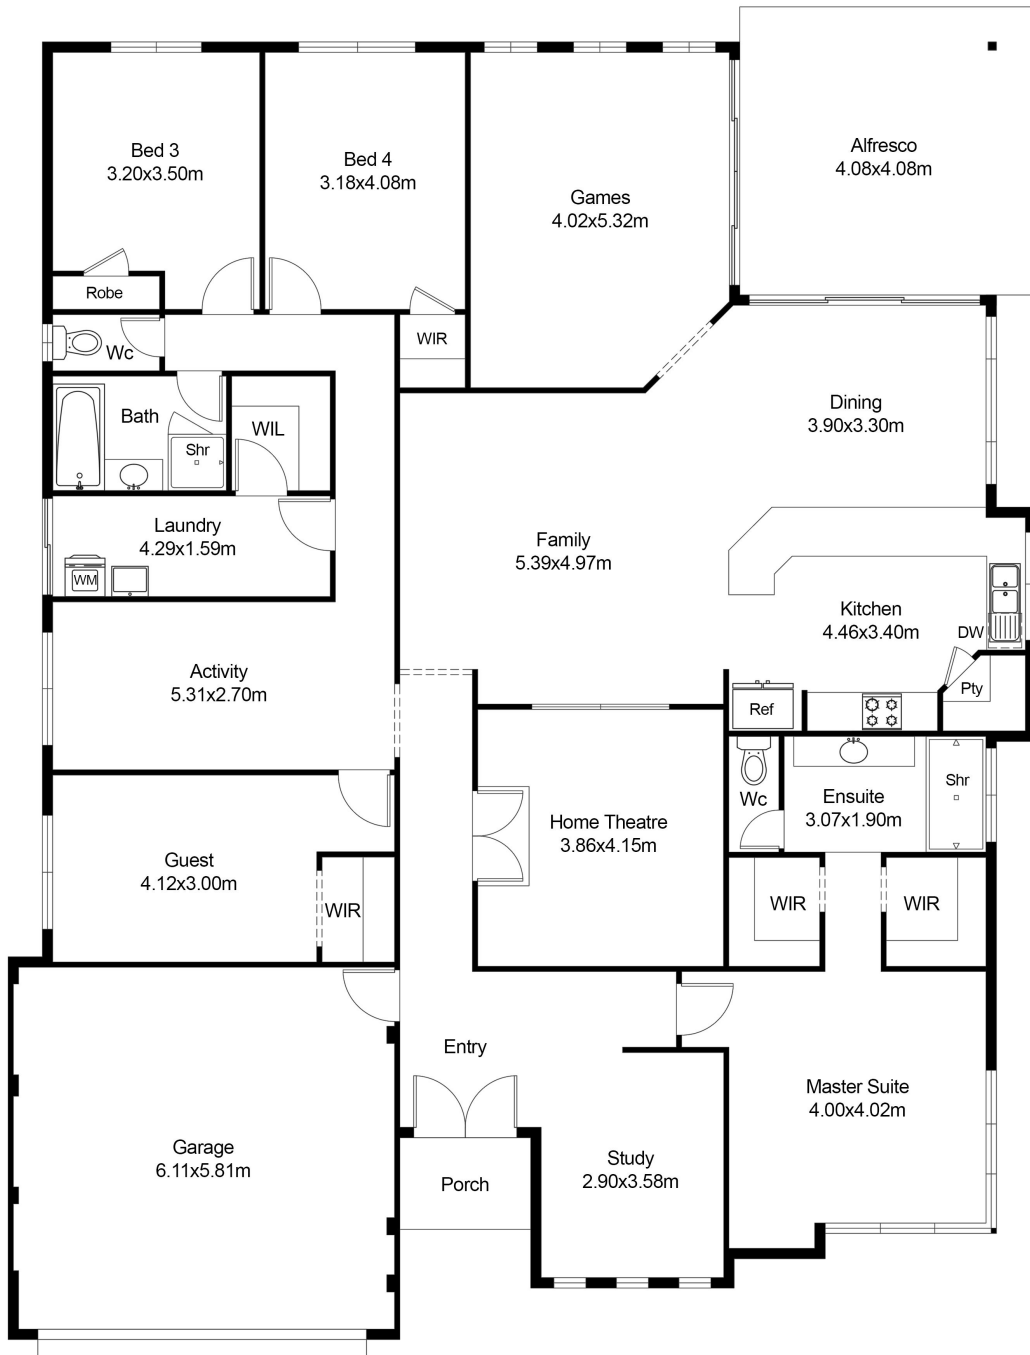 Bed 3
3.20x3.50m
Bed 4
3.18x4.08m
Games
4.02x5.32m
Alfresco
4.08x4.08m
Robe
Wc
WIR
Bath
Shr
WIL
Dining
3.90x3.30m
Laundry
4.29x1.59m
WM
Family
5.39x4.97m
Kitchen
4.46x3.40m
DW
Pty
Ref
Activity
5.31x2.70m
Wc
Ensuite
3.07x1.90m
Shr
Home Theatre
3.86x4.15m
Guest
4.12x3.00m
WIR
WIR
WIR
Entry
Master Suite
4.00x4.02m
Garage
6.11x5.81m
Porch
Study
2.90x3.58m